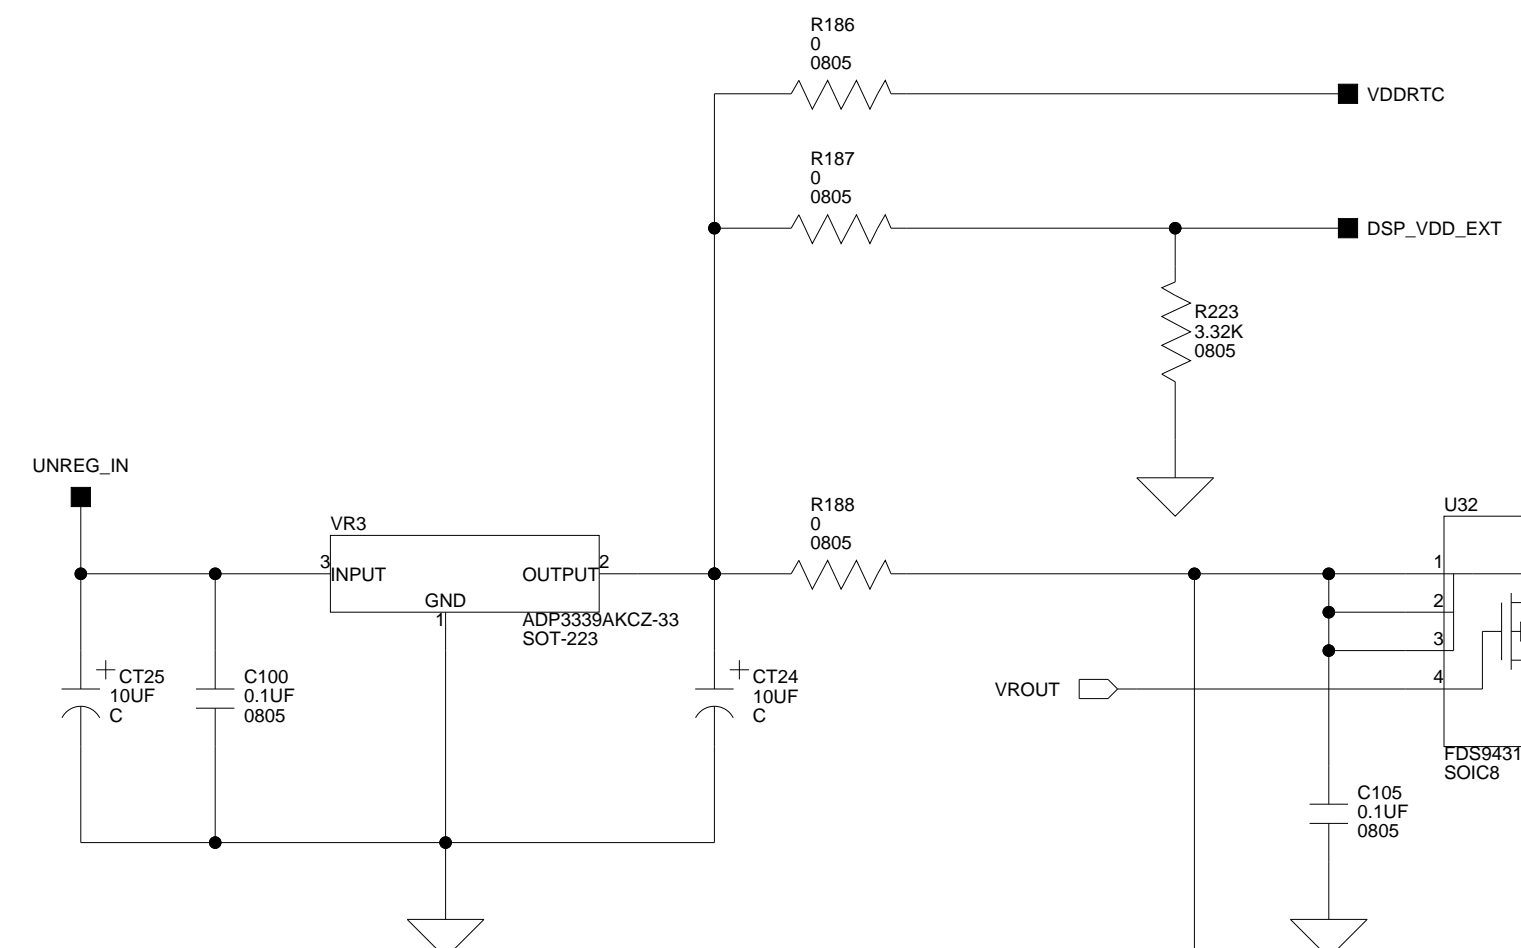 R186
0
0805
VDDRTC
R187
0
0805
DSP_VDD_EXT
R223
3.32K
0805
UNREG_IN
VR3
3
INPUT
OUTPUT
2
GND
1
ADP3339AKCZ-33
SOT-223
R188
0
0805
U32
1
2
3
4
VROUT
FDS9431
SOIC8
CT25
10UF
C
C100
0.1UF
0805
CT24
10UF
C
C105
0.1UF
0805